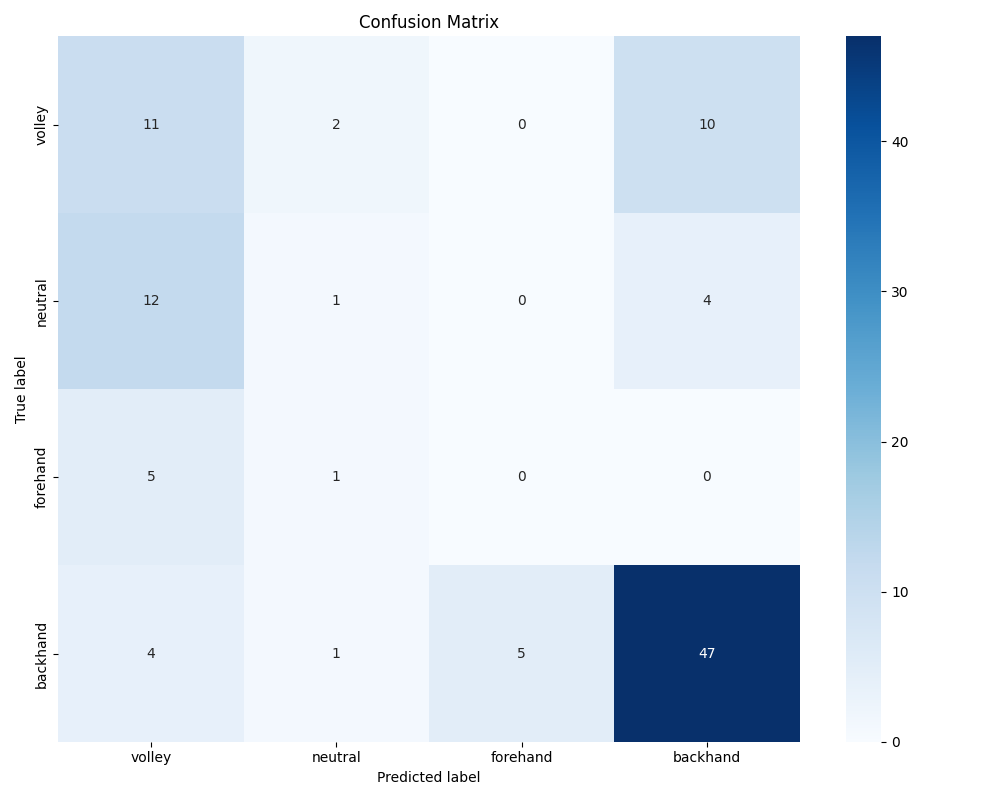 Confusion Matrix
volley
11 2 0 10
neutral
12 1 0 4
forehand
5 1 0 0
backhand
4 1 5 47
True label
volley neutral forehand backhand
Predicted label
40
30
20
10
0